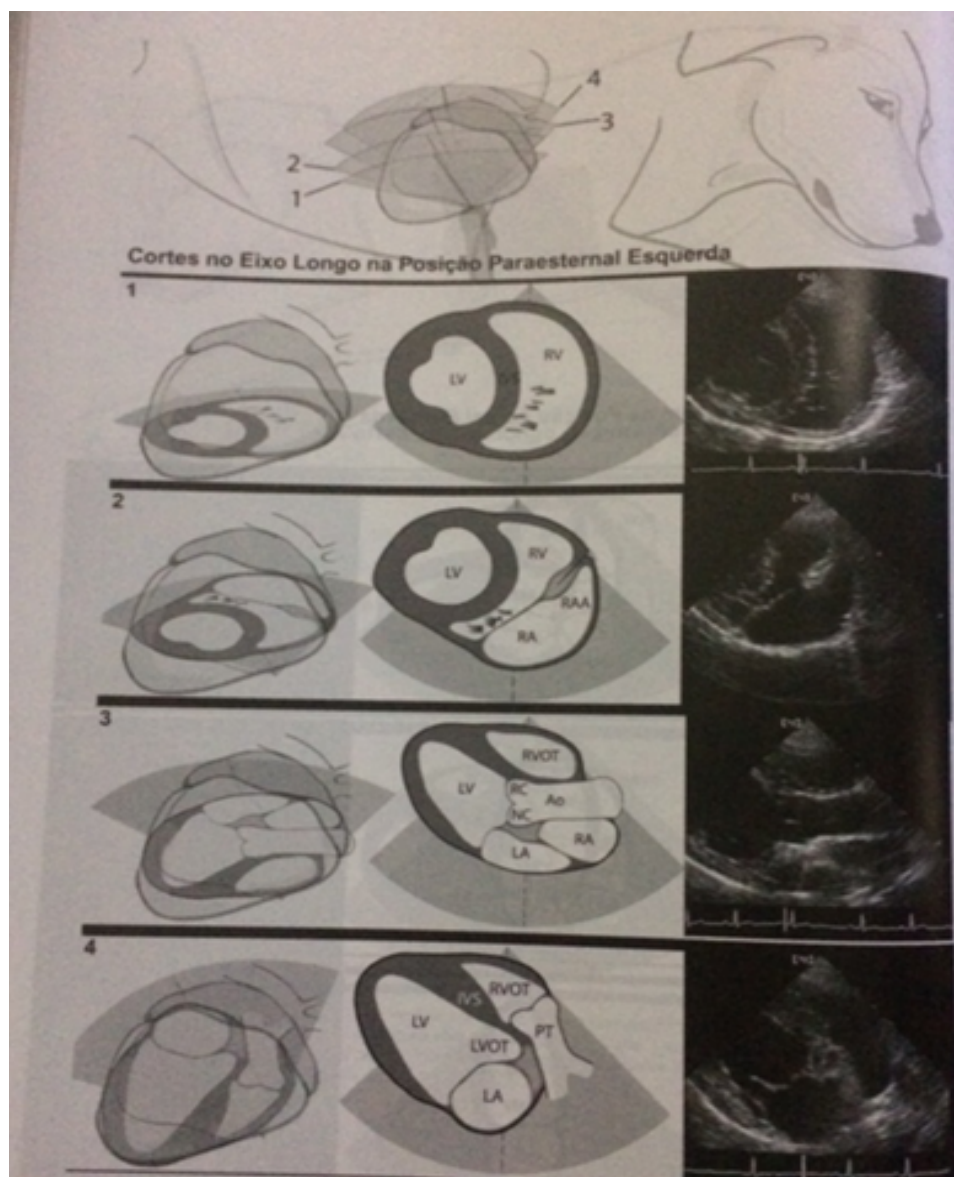 4
3
2
1
Cortes no Eixo Longo na Posição Paraesternal Esquerda
1
LV
RV
2
LV
RV
RAA
RA
3
RVOT
LV
RC
Ao
NC
RA
LA
4
IVS
RVOT
LV
PT
LVOT
LA